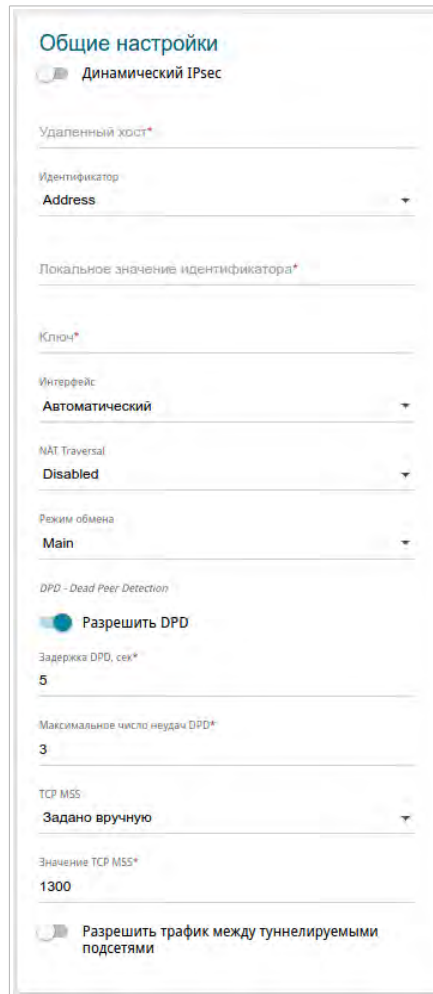 Общие настройки
Динамический IPsec
Удаленный хост*
Идентификатор
Address
Локальное значение идентификатора*
Ключ*
Интерфейс
Автоматический
NAT Traversal
Disabled
Режим обмена
Main
DPD - Dead Peer Detection
Разрешить DPD
Задержка DPD, сек*
5
Максимальное число неудач DPD*
3
TCP MSS
Задано вручную
Значение TCP MSS*
1300
Разрешить трафик между туннелируемыми
подсетями